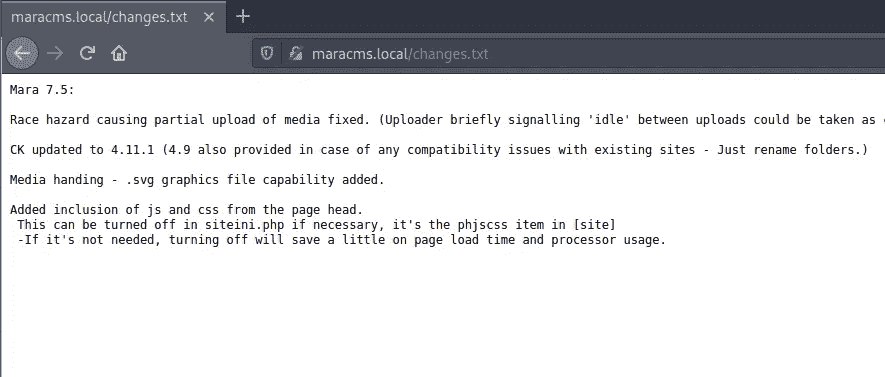 maracms.local/changes.txt
maracms.local/changes.txt
Mara 7.5:
Race hazard causing partial upload of media fixed. (Uploader briefly signalling 'idle' between uploads could be taken as
CK updated to 4.11.1 (4.9 also provided in case of any compatibility issues with existing sites - Just rename folders.)
Media handing - .svg graphics file capability added.
Added inclusion of js and css from the page head.
This can be turned off in siteini.php if necessary, it's the phjscss item in [site]
-If it's not needed, turning off will save a little on page load time and processor usage.